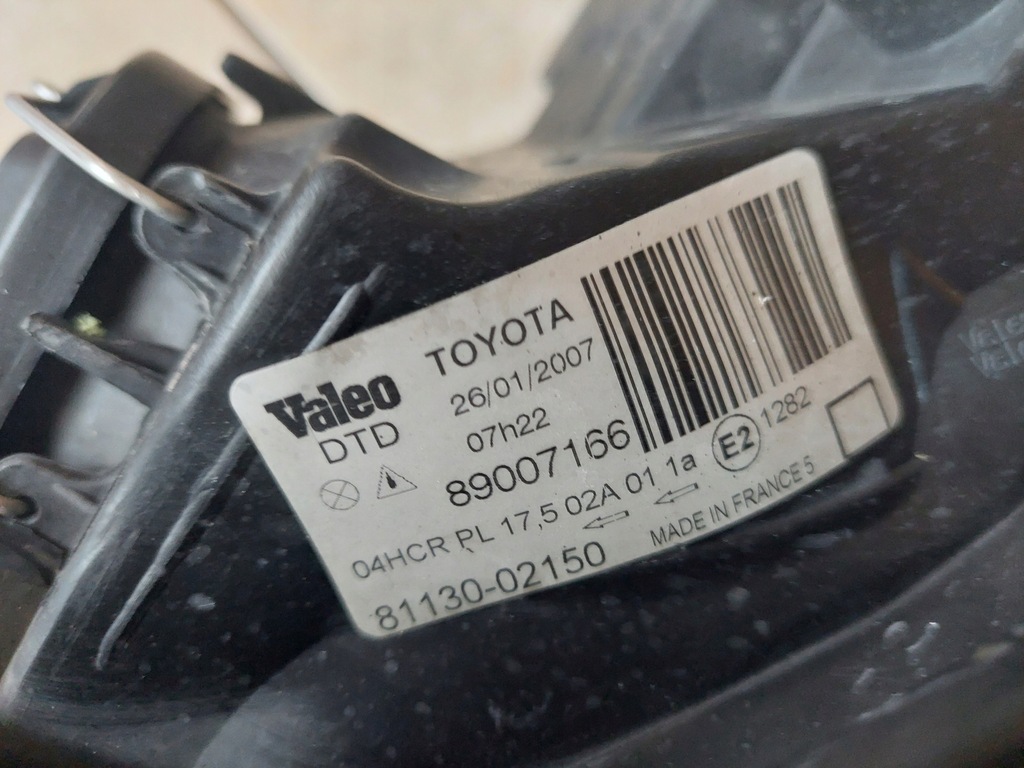 Valeo
DTD
TOYOTA
26/01/2007
07h22
89007166
04HCR PL 17,5 02A 01 1a
E2
1282
81130-02150
MADE IN FRANCE 5
Valeo